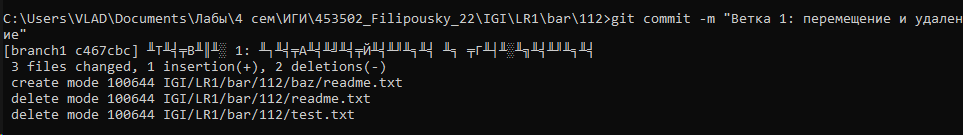 C:\Users\VLAD\Documents\Лабы\4 сем\ИГИ\453502_Filipousky_22\IGI\LR1\bar\112>git commit -m "Ветка 1: перемещение и удален
ие"
[branch1 c467cbc] 1:
 3 files changed, 1 insertion(+), 2 deletions(-)
 create mode 100644 IGI/LR1/bar/112/baz/readme.txt
 delete mode 100644 IGI/LR1/bar/112/readme.txt
 delete mode 100644 IGI/LR1/bar/112/test.txt